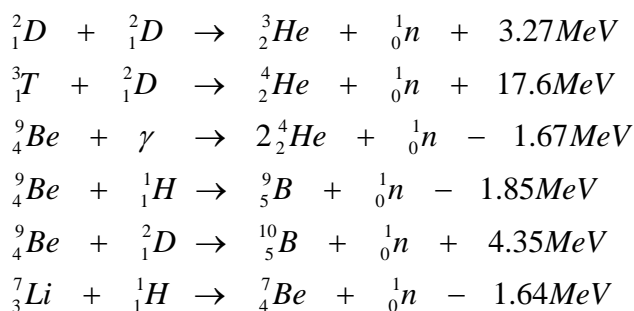 ²₁D + ²₁D → ³₂He + ¹₀n + 3.27MeV
³₁T + ²₁D → ⁴₂He + ¹₀n + 17.6MeV
⁹₄Be + γ → 2⁴₂He + ¹₀n − 1.67MeV
⁹₄Be + ¹₁H → ⁹₅B + ¹₀n − 1.85MeV
⁹₄Be + ²₁D → ¹⁰₅B + ¹₀n + 4.35MeV
⁷₃Li + ¹₁H → ⁷₄Be + ¹₀n − 1.64MeV